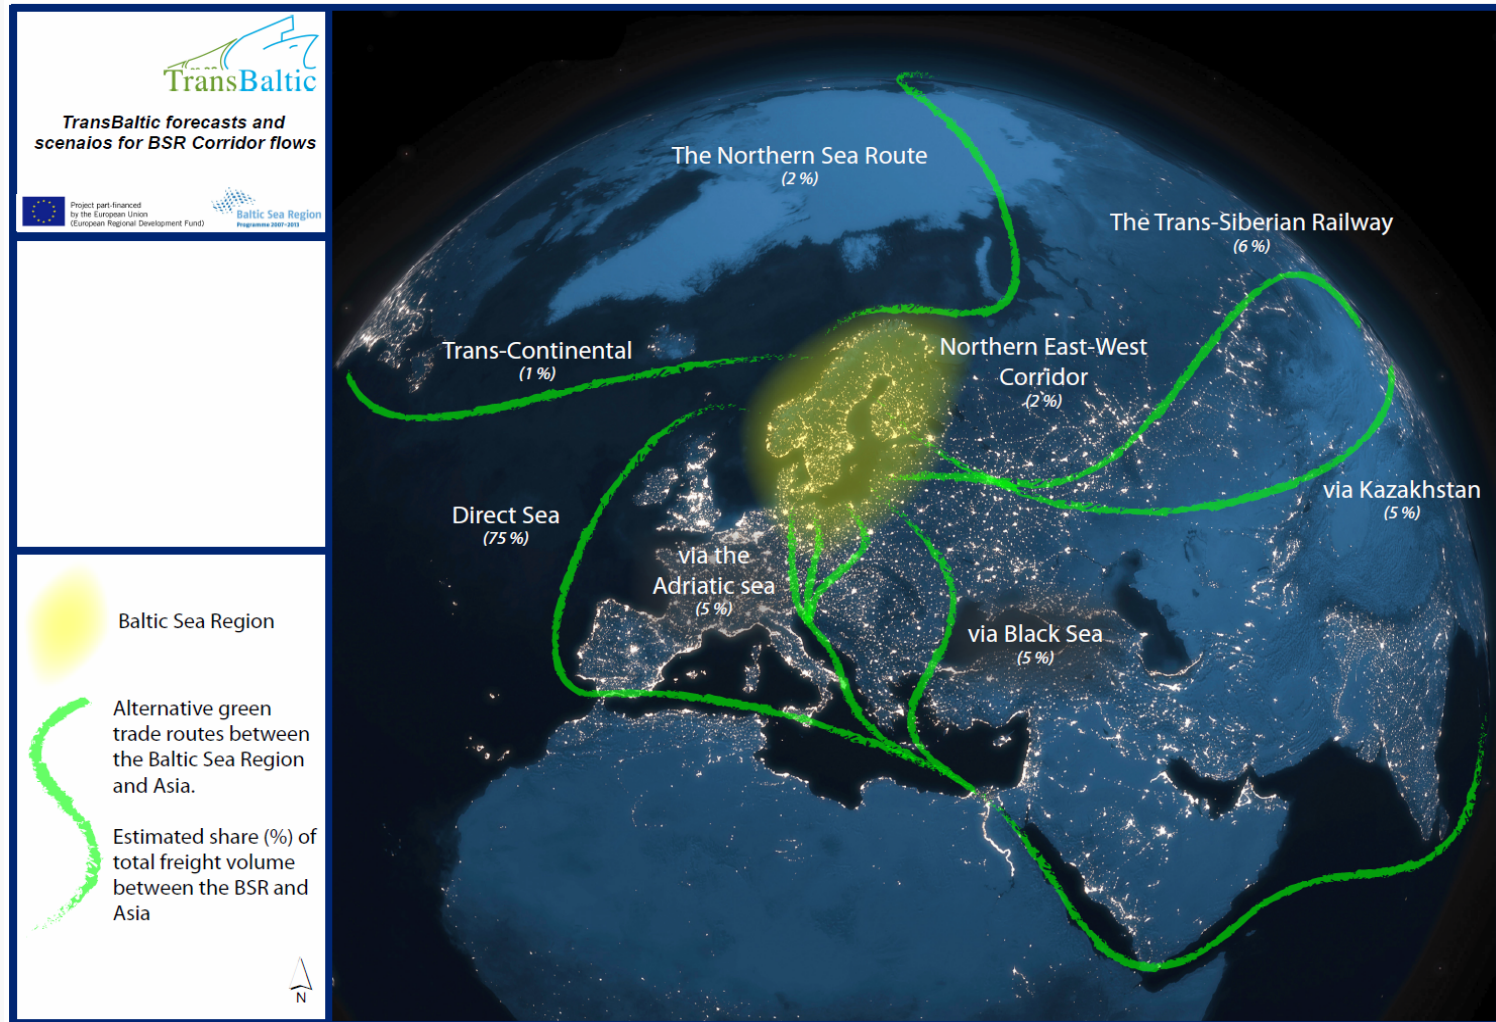 TransBaltic
TransBaltic forecasts and
scenaios for BSR Corridor flows
Project part-financed
by the European Union
(European Regional Development Fund)
Baltic Sea Region
Programme 2007-2013
Baltic Sea Region
Alternative green
trade routes between
the Baltic Sea Region
and Asia.
Estimated share (%) of
total freight volume
between the BSR and
Asia
N
The Northern Sea Route
(2 %)
The Trans-Siberian Railway
(6 %)
Trans-Continental
(1 %)
Northern East-West
Corridor
(2 %)
Direct Sea
(75 %)
via Kazakhstan
(5 %)
via the
Adriatic sea
(5 %)
via Black Sea
(5 %)